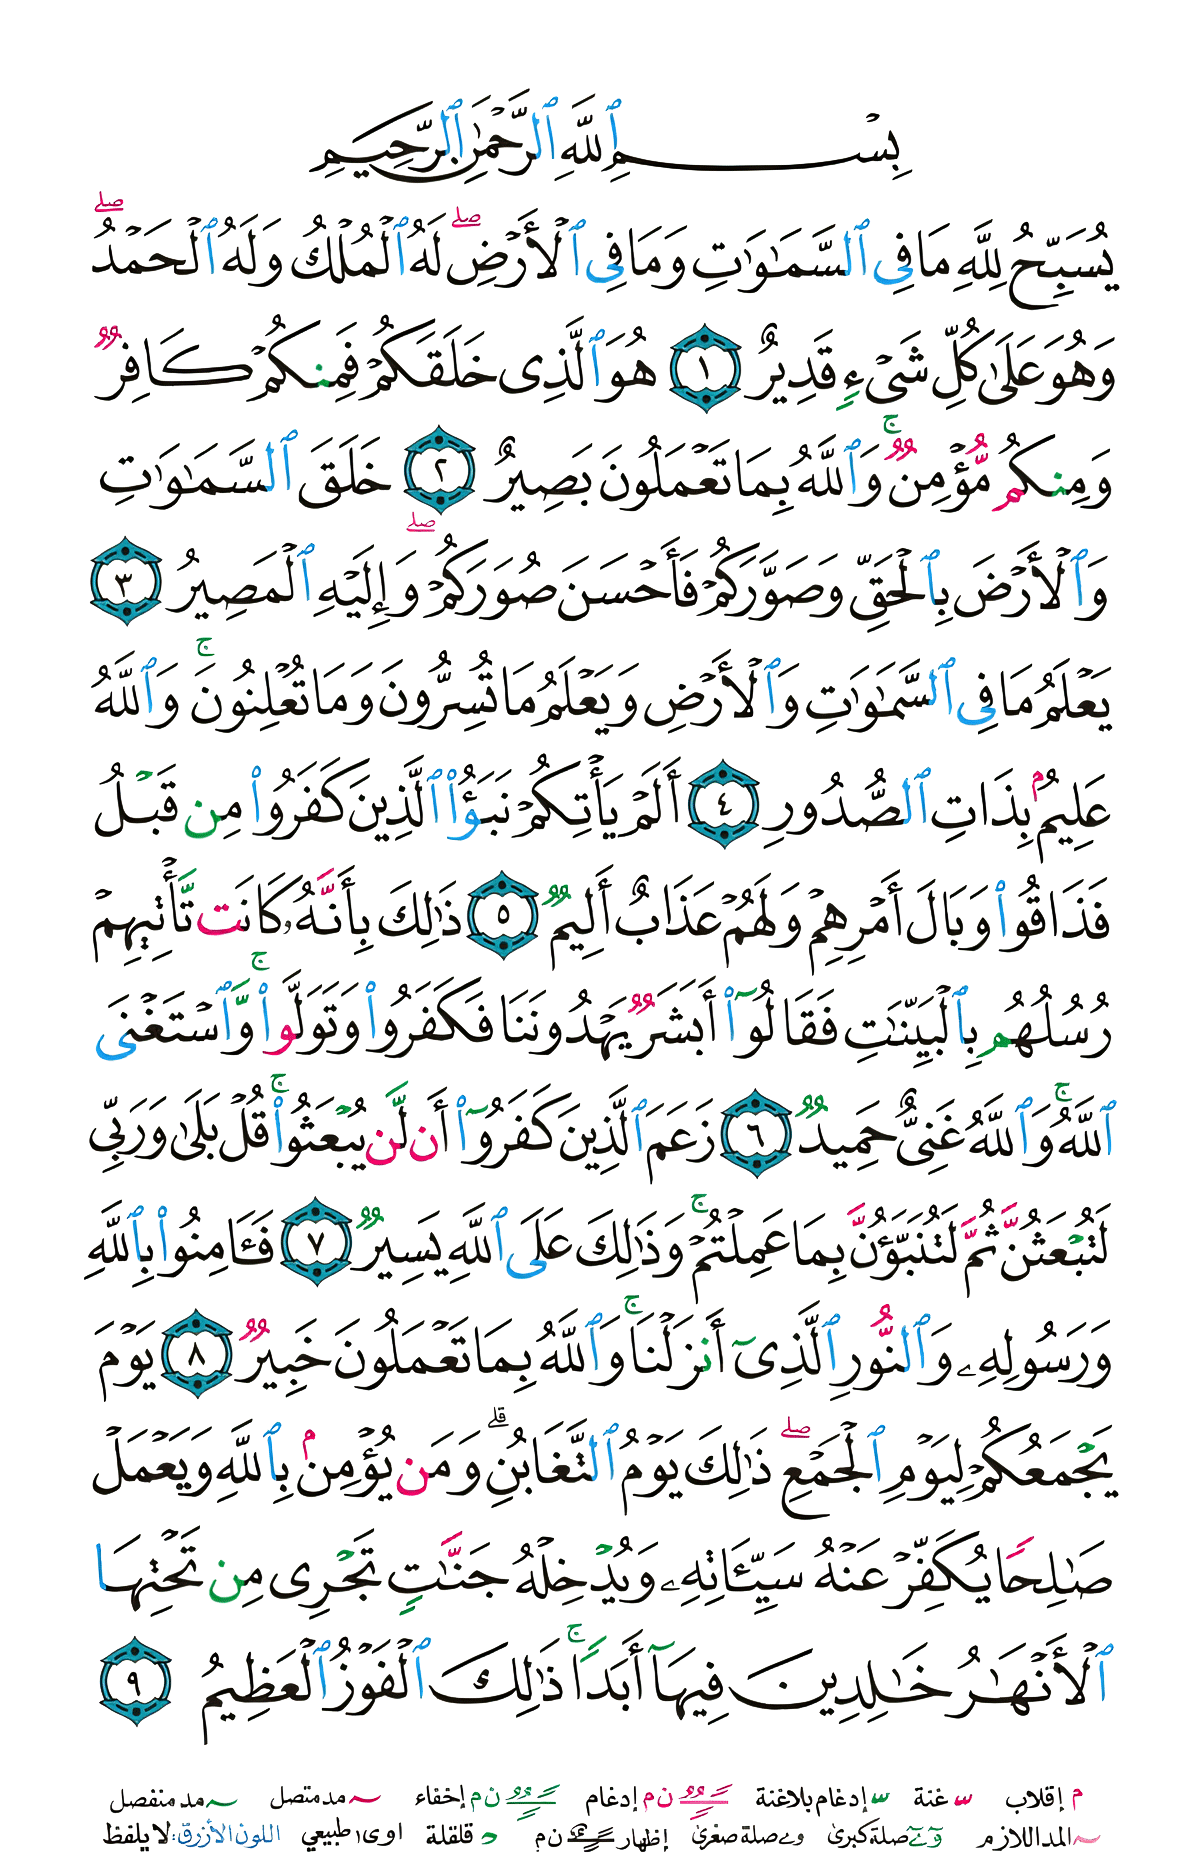 بِسْمِ ٱللَّهِ ٱلرَّحْمَٰنِ ٱلرَّحِيمِ
يُسَبِّحُ لِلَّهِ مَا فِى ٱلسَّمَٰوَٰتِ وَمَا فِى ٱلْأَرْضِ ۖ لَهُ ٱلْمُلْكُ وَلَهُ ٱلْحَمْدُ ۖ
وَهُوَ عَلَىٰ كُلِّ شَىْءٍ قَدِيرٌ ١ هُوَ ٱلَّذِى خَلَقَكُمْ فَمِنكُمْ كَافِرٌ
وَمِنكُم مُّؤْمِنٌ ۚ وَٱللَّهُ بِمَا تَعْمَلُونَ بَصِيرٌ ٢ خَلَقَ ٱلسَّمَٰوَٰتِ
وَٱلْأَرْضَ بِٱلْحَقِّ وَصَوَّرَكُمْ فَأَحْسَنَ صُوَرَكُمْ ۖ وَإِلَيْهِ ٱلْمَصِيرُ ٣
يَعْلَمُ مَا فِى ٱلسَّمَٰوَٰتِ وَٱلْأَرْضِ وَيَعْلَمُ مَا تُسِرُّونَ وَمَا تُعْلِنُونَ ۚ وَٱللَّهُ
عَلِيمُۢ بِذَاتِ ٱلصُّدُورِ ٤ أَلَمْ يَأْتِكُمْ نَبَؤُا۟ ٱلَّذِينَ كَفَرُوا۟ مِن قَبْلُ
فَذَاقُوا۟ وَبَالَ أَمْرِهِمْ وَلَهُمْ عَذَابٌ أَلِيمٌ ٥ ذَٰلِكَ بِأَنَّهُۥ كَانَت تَّأْتِيهِمْ
رُسُلُهُم بِٱلْبَيِّنَٰتِ فَقَالُوٓا۟ أَبَشَرٌ يَهْدُونَنَا فَكَفَرُوا۟ وَتَوَلَّوا۟ ۚ وَّٱسْتَغْنَى
ٱللَّهُ ۚ وَٱللَّهُ غَنِىٌّ حَمِيدٌ ٦ زَعَمَ ٱلَّذِينَ كَفَرُوٓا۟ أَن لَّن يُبْعَثُوا۟ ۚ قُلْ بَلَىٰ وَرَبِّى
لَتُبْعَثُنَّ ثُمَّ لَتُنَبَّؤُنَّ بِمَا عَمِلْتُمْ ۚ وَذَٰلِكَ عَلَى ٱللَّهِ يَسِيرٌ ٧ فَـَٔامِنُوا۟ بِٱللَّهِ
وَرَسُولِهِۦ وَٱلنُّورِ ٱلَّذِىٓ أَنزَلْنَا ۚ وَٱللَّهُ بِمَا تَعْمَلُونَ خَبِيرٌ ٨ يَوْمَ
يَجْمَعُكُمْ لِيَوْمِ ٱلْجَمْعِ ۖ ذَٰلِكَ يَوْمُ ٱلتَّغَابُنِ ۗ وَمَن يُؤْمِنۢ بِٱللَّهِ وَيَعْمَلْ
صَٰلِحًا يُكَفِّرْ عَنْهُ سَيِّـَٔاتِهِۦ وَيُدْخِلْهُ جَنَّٰتٍ تَجْرِى مِن تَحْتِهَا
ٱلْأَنْهَٰرُ خَٰلِدِينَ فِيهَآ أَبَدًا ۚ ذَٰلِكَ ٱلْفَوْزُ ٱلْعَظِيمُ ٩
م إقلاب غنة إدغام بلاغنة ن م إدغام ن م إخفاء مد متصل مد منفصل
المد اللازم صلة كبرى و ے صلة صغرى إظهار ن م قلقلة ا و ى طبيعي اللون الأزرق: لا يلفظ